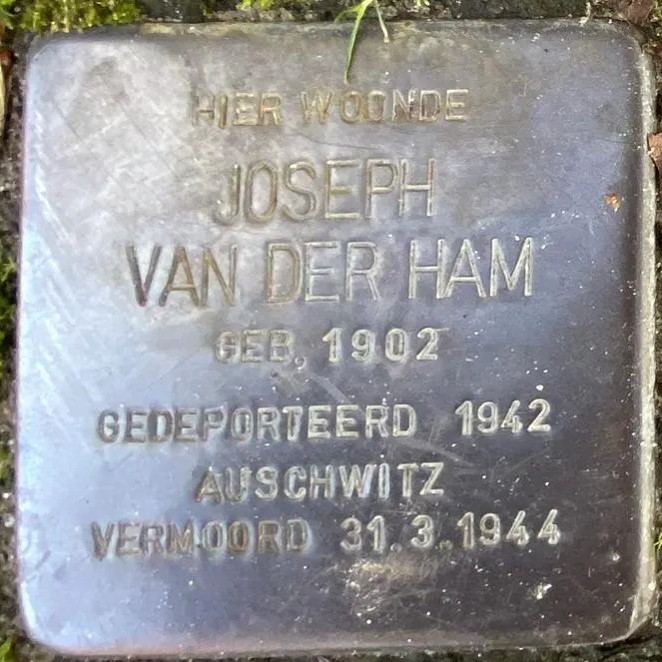 HIER WOONDE
JOSEPH
VAN DER HAM
GEB. 1902
GEDEPORTEERD 1942
AUSCHWITZ
VERMOORD 31.3.1944